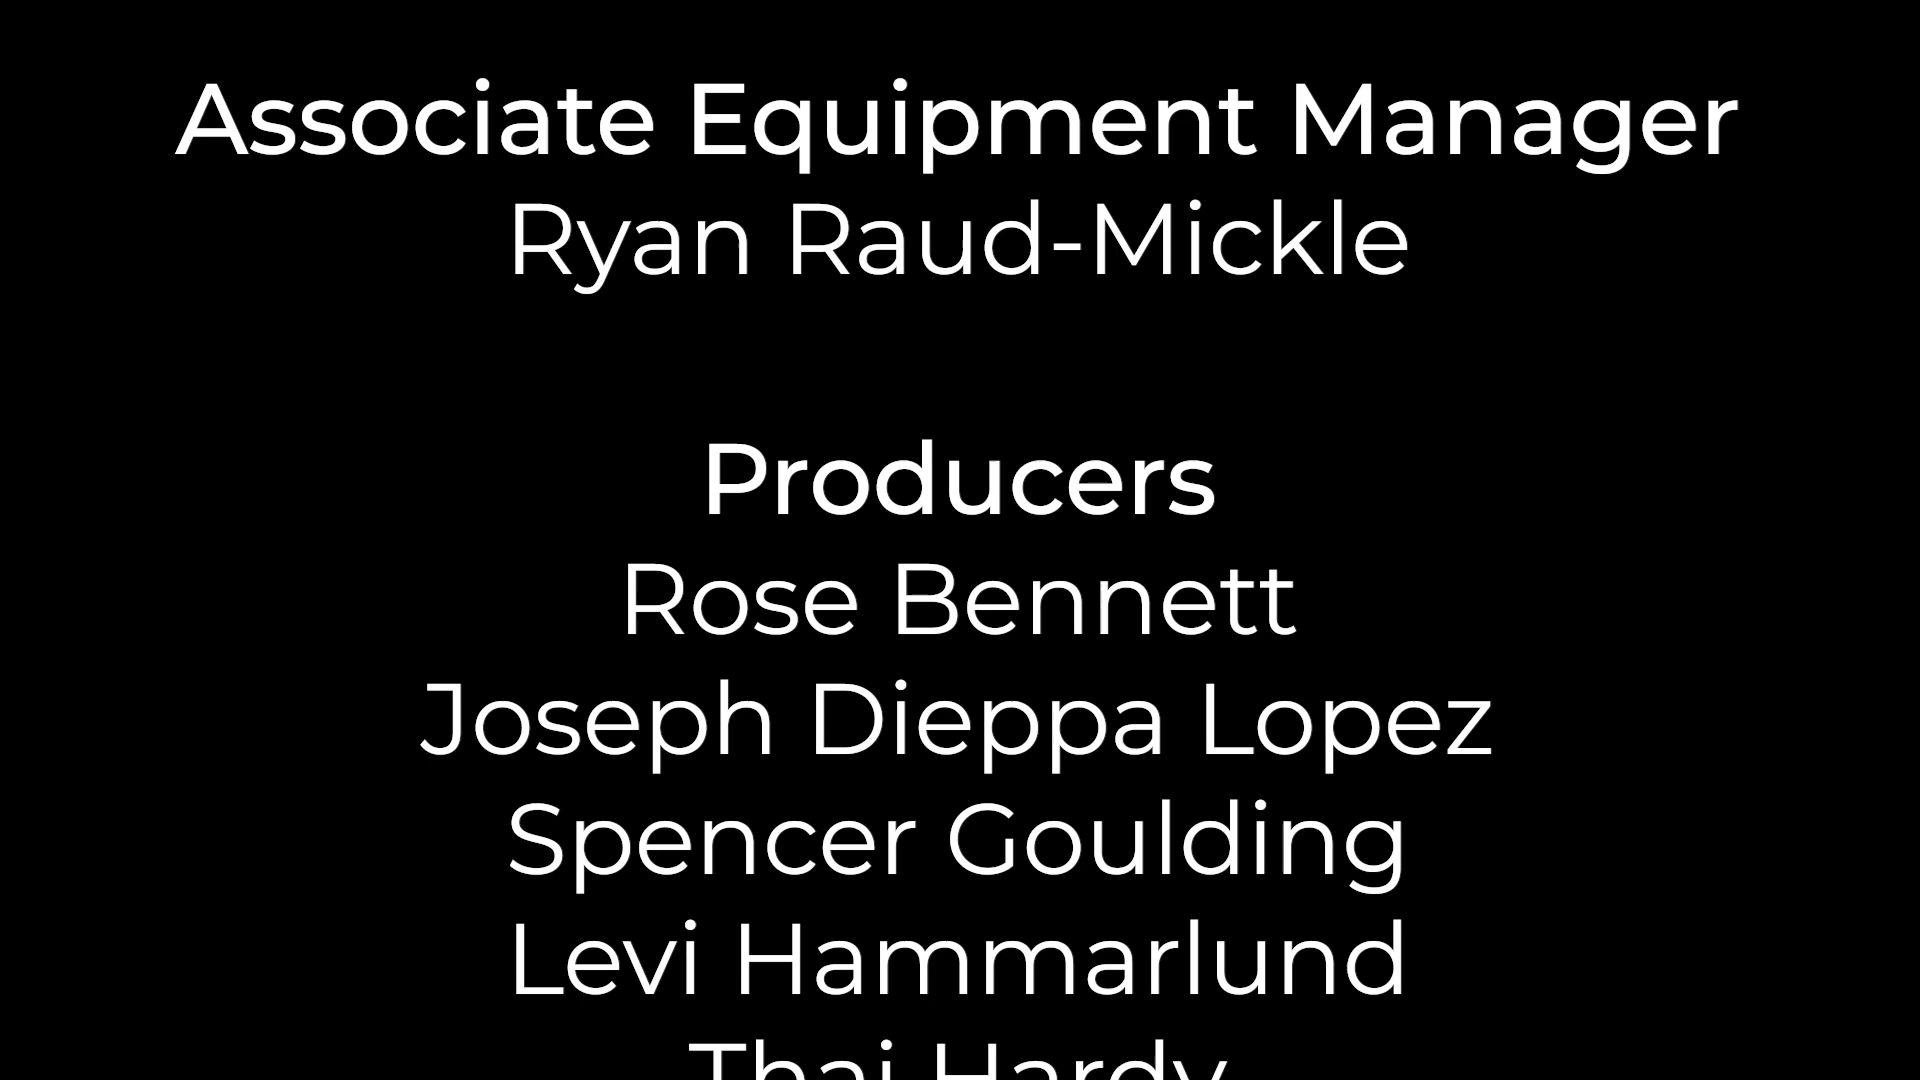 Associate Equipment Manager
Ryan Raud-Mickle
Producers
Rose Bennett
Joseph Dieppa Lopez
Spencer Goulding
Levi Hammarlund
Thai Hardy